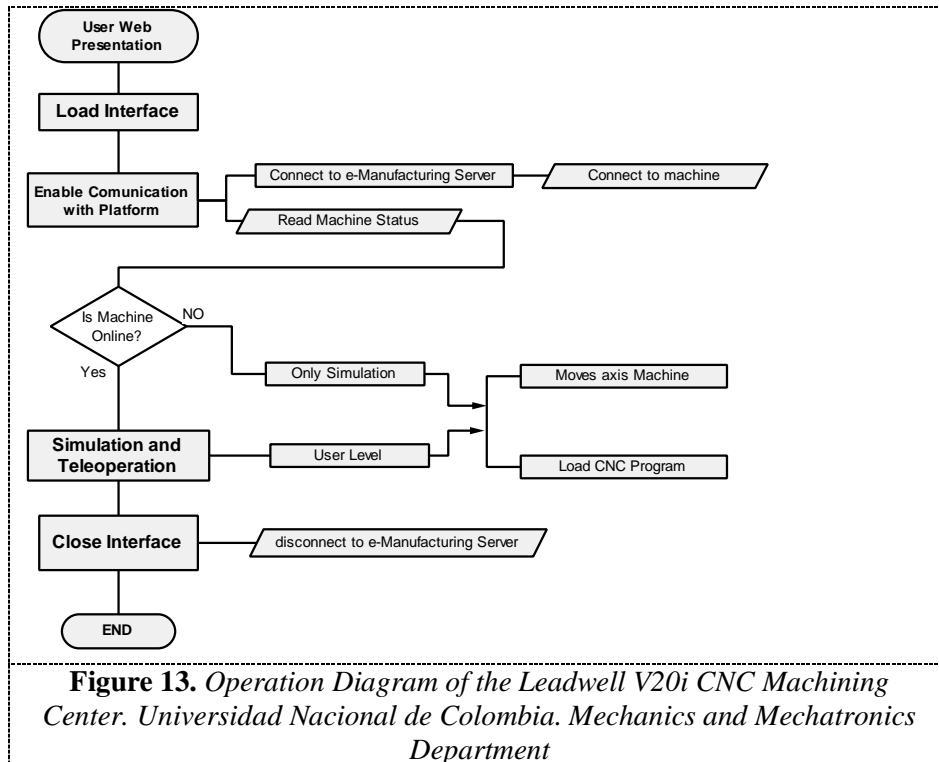 User Web
Presentation
Load Interface
Enable Comunication
with Platform
Connect to e-Manufacturing Server
Connect to machine
Read Machine Status
Is Machine
Online?
NO
Yes
Only Simulation
Moves axis Machine
Simulation and
Teleoperation
User Level
Load CNC Program
Close Interface
disconnect to e-Manufacturing Server
END
Figure 13. Operation Diagram of the Leadwell V20i CNC Machining
Center. Universidad Nacional de Colombia. Mechanics and Mechatronics
Department